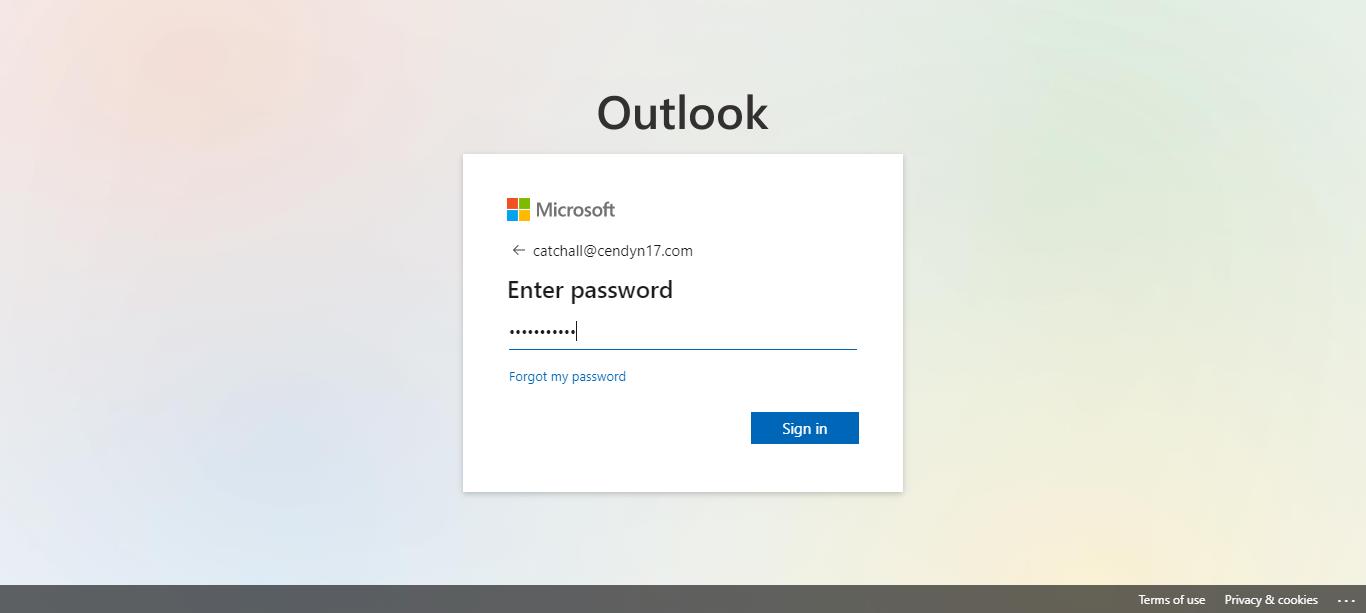 Outlook
Microsoft
catchall@cendyn17.com
Enter password
•••••••••••
Forgot my password
Sign in
Terms of use Privacy & cookies ...